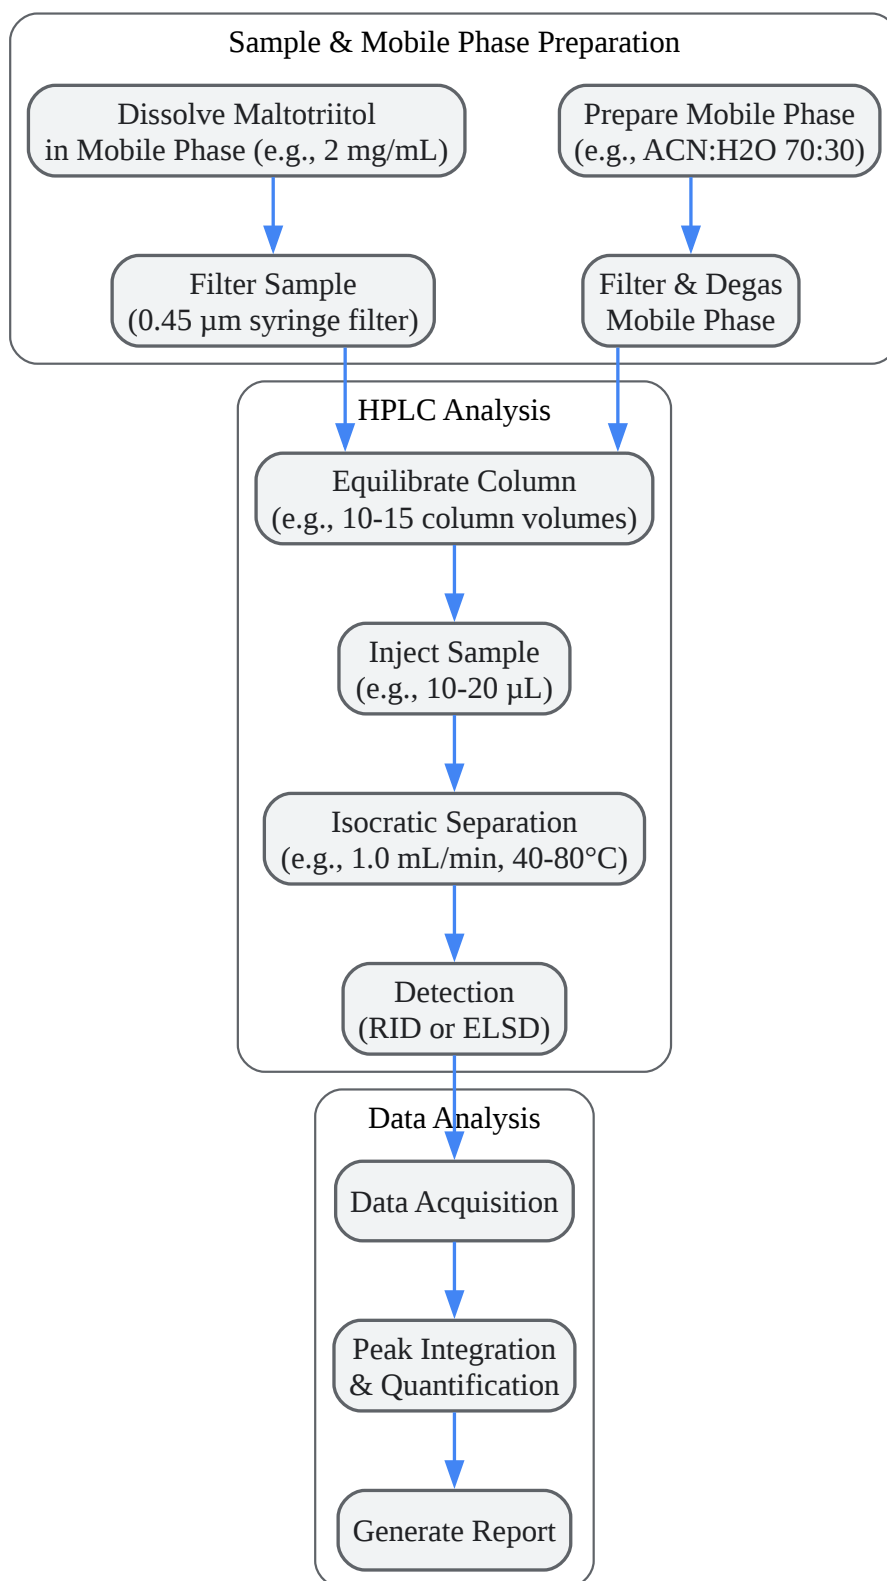 Sample & Mobile Phase Preparation
Dissolve Maltotriitol
in Mobile Phase (e.g., 2 mg/mL)
Prepare Mobile Phase
(e.g., ACN:H2O 70:30)
Filter Sample
(0.45 µm syringe filter)
Filter & Degas
Mobile Phase
HPLC Analysis
Equilibrate Column
(e.g., 10-15 column volumes)
Inject Sample
(e.g., 10-20 µL)
Isocratic Separation
(e.g., 1.0 mL/min, 40-80°C)
Detection
(RID or ELSD)
Data Analysis
Data Acquisition
Peak Integration
& Quantification
Generate Report